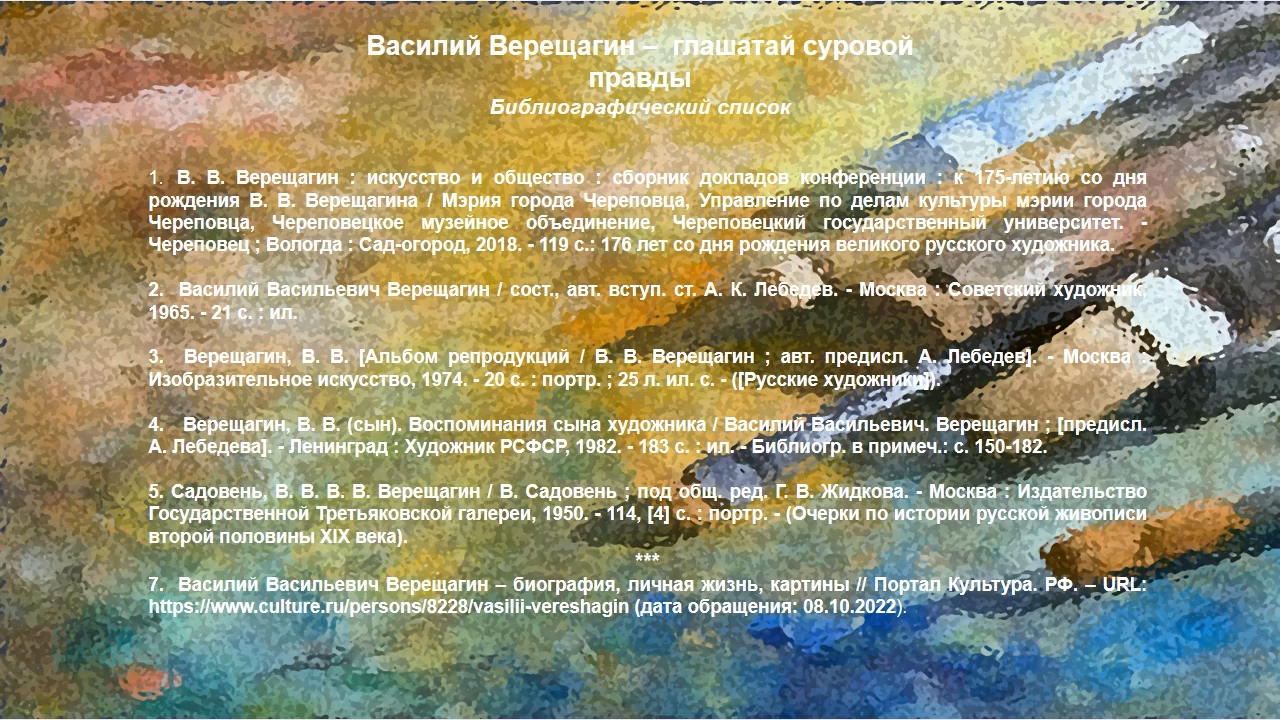 Василий Верещагин – глашатай суровой
правды
Библиографический список
1. В. В. Верещагин : искусство и общество : сборник докладов конференции : к 175-летию со дня
рождения В. В. Верещагина / Мэрия города Череповца, Управление по делам культуры мэрии города
Череповца, Череповецкое музейное объединение, Череповецкий государственный университет. -
Череповец ; Вологда : Сад-огород, 2018. - 119 с.: 176 лет со дня рождения великого русского художника.
2. Василий Васильевич Верещагин / сост., авт. вступ. ст. А. К. Лебедев. - Москва : Советский художник,
1965. - 21 с. : ил.
3. Верещагин, В. В. [Альбом репродукций / В. В. Верещагин ; авт. предисл. А. Лебедев]. - Москва :
Изобразительное искусство, 1974. - 20 с. : портр. ; 25 л. ил. с. - ([Русские художники]).
4. Верещагин, В. В. (сын). Воспоминания сына художника / Василий Васильевич. Верещагин ; [предисл.
А. Лебедева]. - Ленинград : Художник РСФСР, 1982. - 183 с. : ил. - Библиогр. в примеч.: с. 150-182.
5. Садовень, В. В. В. В. Верещагин / В. Садовень ; под общ. ред. Г. В. Жидкова. - Москва : Издательство
Государственной Третьяковской галереи, 1950. - 114, [4] с. : портр. - (Очерки по истории русской живописи
второй половины XIX века).
***
7. Василий Васильевич Верещагин – биография, личная жизнь, картины // Портал Культура. РФ. – URL:
https://www.culture.ru/persons/8228/vasilii-vereshagin (дата обращения: 08.10.2022).